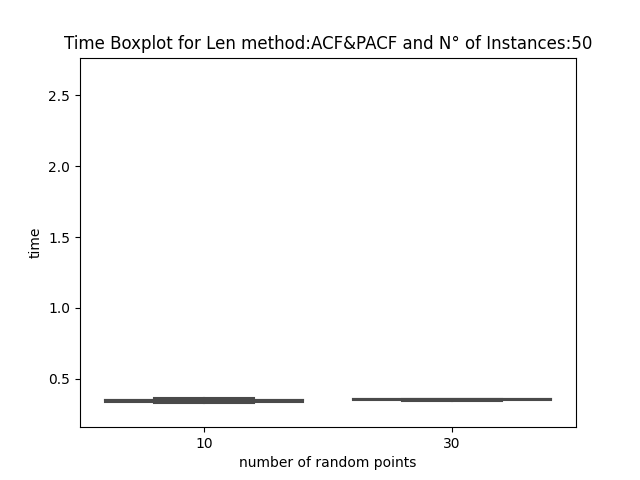 Time Boxplot for Len method:ACF&PACF and N° of Instances:50
2.5
2.0
1.5
1.0
0.5
time
10
30
number of random points